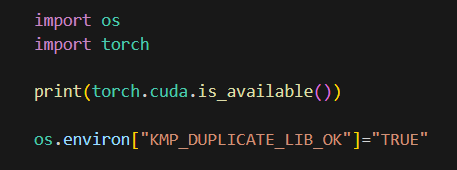 import os
import torch
print(torch.cuda.is_available())
os.environ["KMP_DUPLICATE_LIB_OK"]="TRUE"